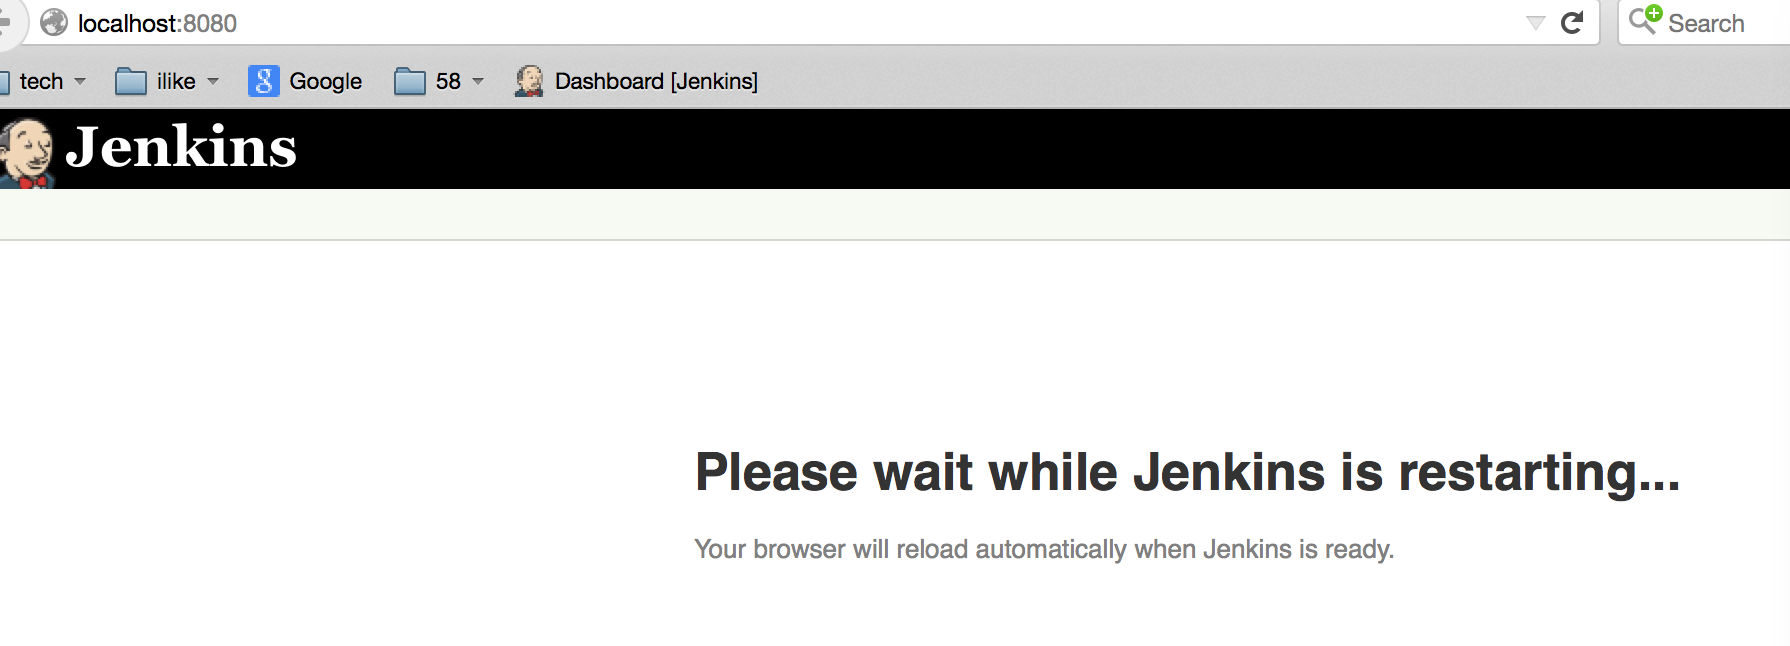 localhost:8080
Search
tech ilike Google 58 Dashboard [Jenkins]
Jenkins
Please wait while Jenkins is restarting...
Your browser will reload automatically when Jenkins is ready.